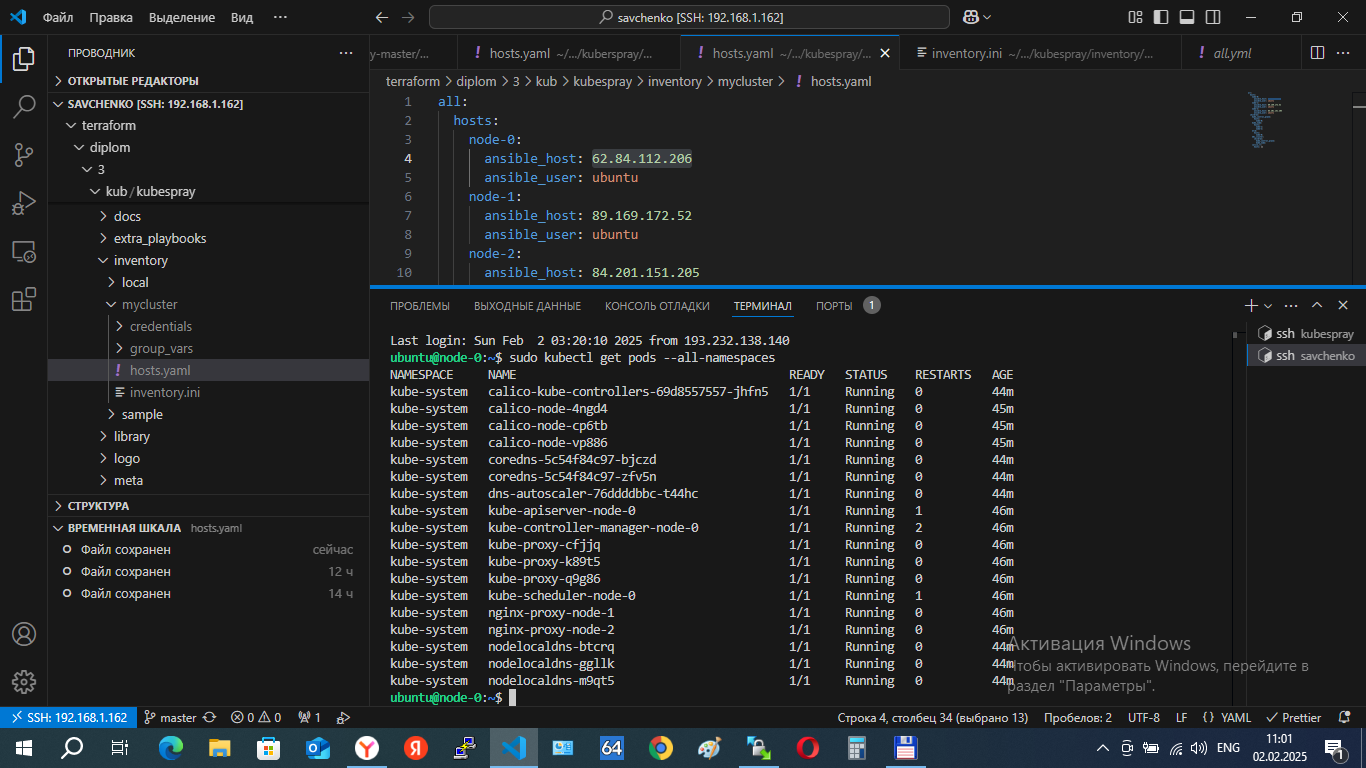 Файл Правка Выделение Вид ···
savchenko [SSH: 192.168.1.162]
ПРОВОДНИК ···
ОТКРЫТЫЕ РЕДАКТОРЫ
SAVCHENKO [SSH: 192.168.1.162]
terraform
diplom
3
kub / kubespray
docs
extra_playbooks
inventory
local
mycluster
credentials
group_vars
! hosts.yaml
inventory.ini
sample
library
logo
meta
СТРУКТУРА
ВРЕМЕННАЯ ШКАЛА hosts.yaml
Файл сохранен сейчас
Файл сохранен 12 ч
Файл сохранен 14 ч
y-master/... ! hosts.yaml ~/.../kuberspray/... ! hosts.yaml ~/.../kubespray/... inventory.ini ~/.../kuberspray/inventory/... ! all.yml ···
terraform > diplom > 3 > kub > kubespray > inventory > mycluster > ! hosts.yaml
1 all:
2 hosts:
3 node-0:
4 ansible_host: 62.84.112.206
5 ansible_user: ubuntu
6 node-1:
7 ansible_host: 89.169.172.52
8 ansible_user: ubuntu
9 node-2:
10 ansible_host: 84.201.151.205
ПРОБЛЕМЫ ВЫХОДНЫЕ ДАННЫЕ КОНСОЛЬ ОТЛАДКИ ТЕРМИНАЛ ПОРТЫ 1 ···
ssh kubespray
ssh savchenko
Last login: Sun Feb  2 03:20:10 2025 from 193.232.138.140
ubuntu@node-0:~$ sudo kubectl get pods --all-namespaces
NAMESPACE NAME READY STATUS RESTARTS AGE
kube-system calico-kube-controllers-69d8557557-jhfn5 1/1 Running 0 44m
kube-system calico-node-4ngd4 1/1 Running 0 45m
kube-system calico-node-cp6tb 1/1 Running 0 45m
kube-system calico-node-vp886 1/1 Running 0 45m
kube-system coredns-5c54f84c97-bjczd 1/1 Running 0 44m
kube-system coredns-5c54f84c97-zfv5n 1/1 Running 0 44m
kube-system dns-autoscaler-76ddddbbc-t44hc 1/1 Running 0 44m
kube-system kube-apiserver-node-0 1/1 Running 1 46m
kube-system kube-controller-manager-node-0 1/1 Running 2 46m
kube-system kube-proxy-cfjjq 1/1 Running 0 46m
kube-system kube-proxy-k89t5 1/1 Running 0 46m
kube-system kube-proxy-q9g86 1/1 Running 0 46m
kube-system kube-scheduler-node-0 1/1 Running 1 46m
kube-system nginx-proxy-node-1 1/1 Running 0 46m
kube-system nginx-proxy-node-2 1/1 Running 0 46m
kube-system nodelocaldns-btcrq 1/1 Running 0 44m
kube-system nodelocaldns-ggllk 1/1 Running 0 44m
kube-system nodelocaldns-m9qt5 1/1 Running 0 44m
ubuntu@node-0:~$
Активация Windows
Чтобы активировать Windows, перейдите в
раздел "Параметры".
SSH: 192.168.1.162 master 0 0 1 Строка 4, столбец 34 (выбрано 13) Пробелов: 2 UTF-8 LF {} YAML Prettier
Я 64 ENG 11:01
02.02.2025
1